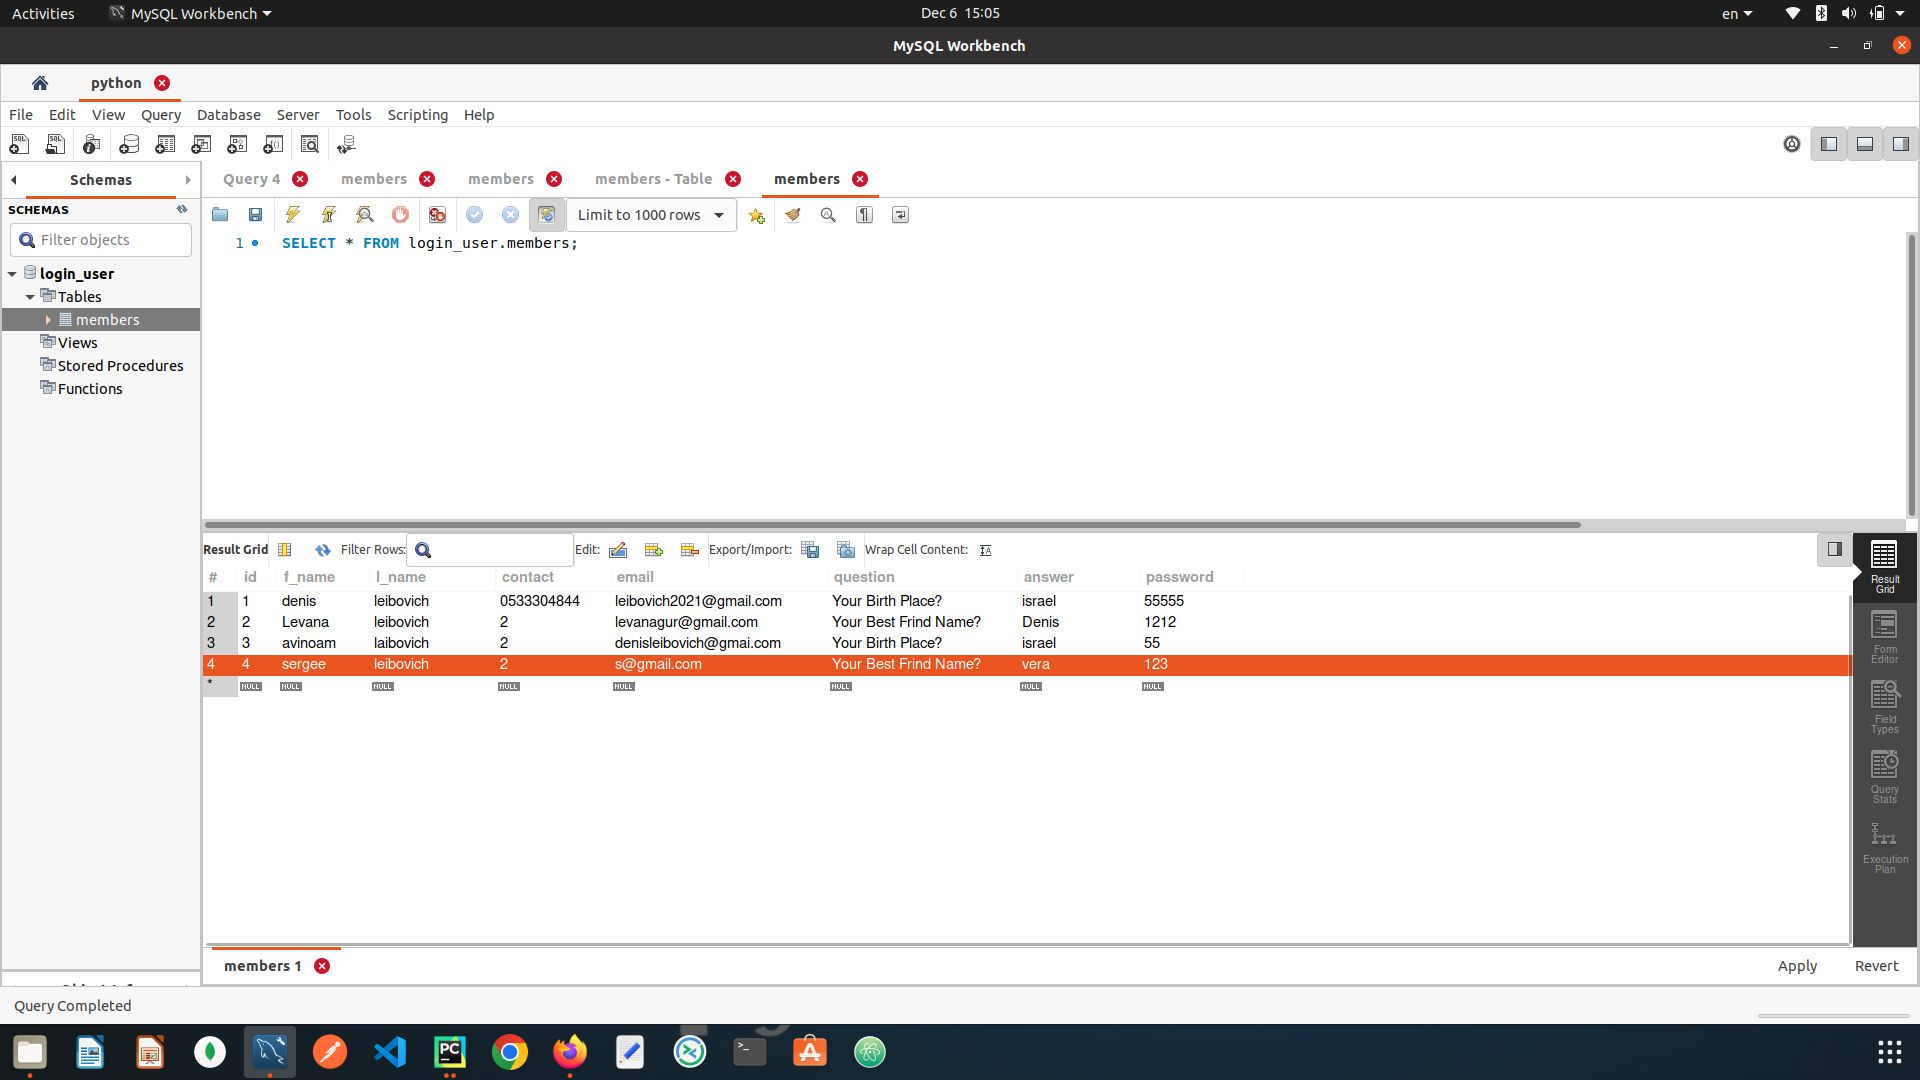 Activities MySQL Workbench Dec 6 15:05 en
MySQL Workbench
python
File Edit View Query Database Server Tools Scripting Help
Schemas Query 4 members members members - Table members
SCHEMAS
Limit to 1000 rows
Filter objects
1 SELECT * FROM login_user.members;
login_user
Tables
members
Views
Stored Procedures
Functions
Result Grid Filter Rows: Edit: Export/Import: Wrap Cell Content:
# id f_name l_name contact email question answer password
1 1 denis leibovich 0533304844 leibovich2021@gmail.com Your Birth Place? israel 55555
2 2 Levana leibovich 2 levanagur@gmail.com Your Best Frind Name? Denis 1212
3 3 avinoam laibovich 2 denisleibovich@gmai.com Your Birth Place? israel 55
4 4 sergee leibovich 2 s@gmail.com Your Best Frind Name? vera 123
* NULL NULL NULL NULL NULL NULL NULL NULL
Result
Grid
Form
Editor
Field
Types
Query
Stats
Execution
Plan
members 1 Apply Revert
Query Completed